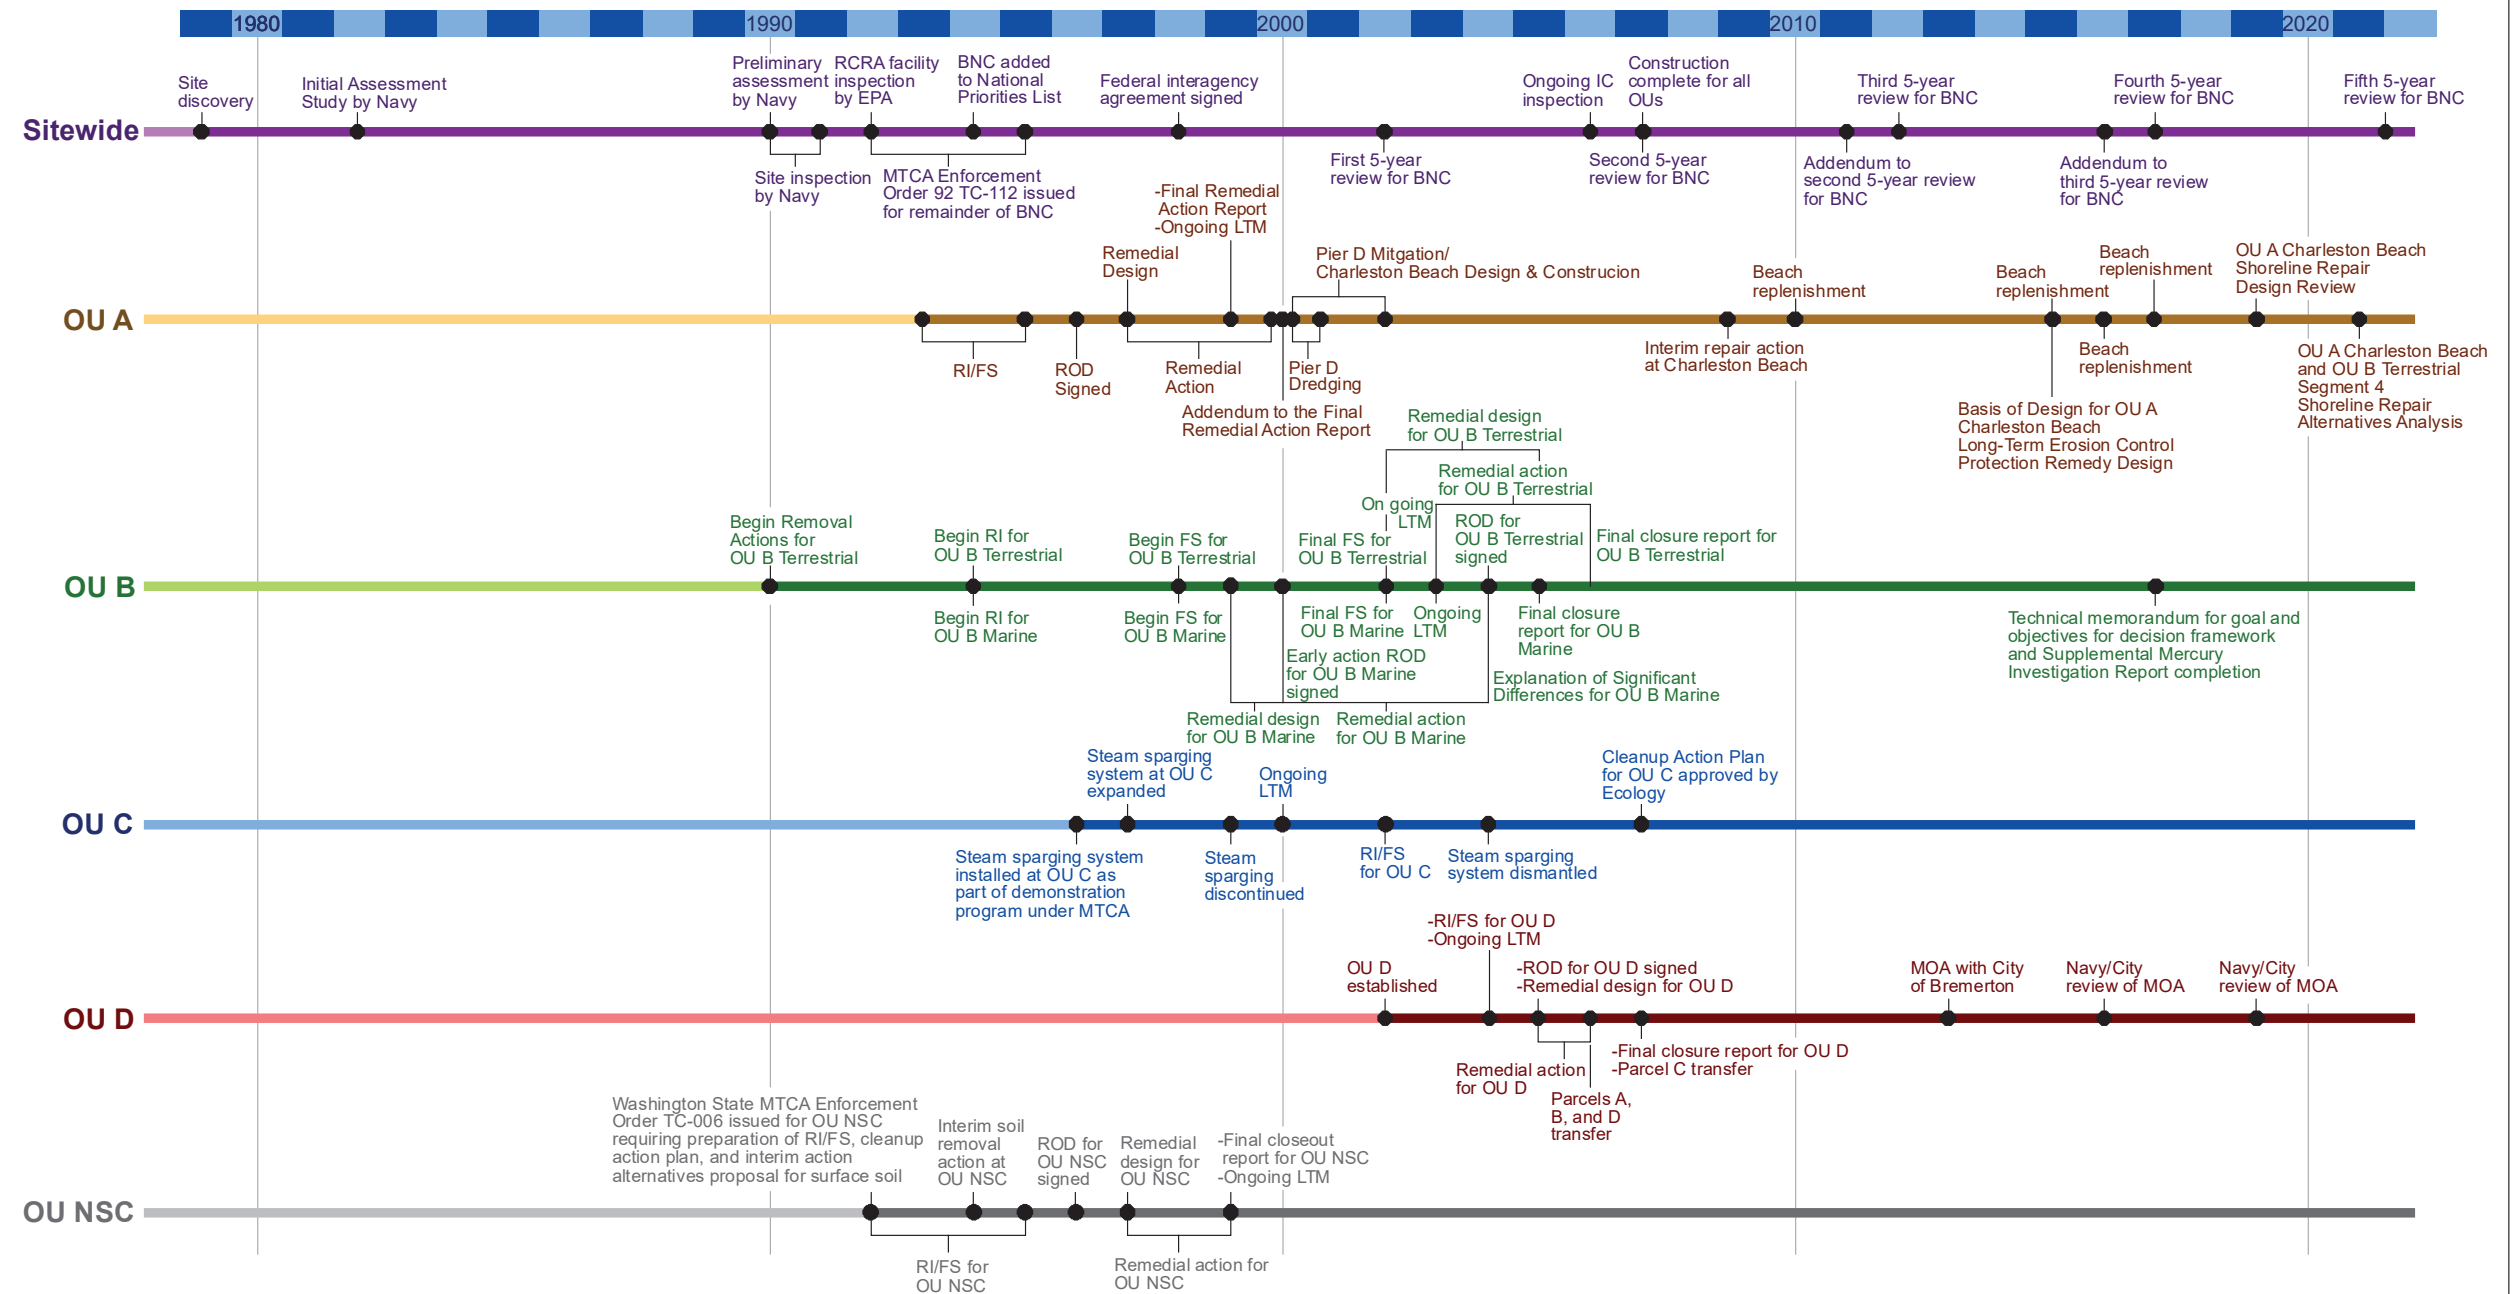 1980 1990 2000 2010 2020
Sitewide
Site
discovery
Initial Assessment
Study by Navy
Preliminary
assessment
by Navy
RCRA facility
inspection
by EPA
BNC added
to National
Priorities List
Federal interagency
agreement signed
Ongoing IC
inspection
Construction
complete for all
OUs
Third 5-year
review for BNC
Fourth 5-year
review for BNC
Fifth 5-year
review for BNC
Site inspection
by Navy
MTCA Enforcement
Order 92 TC-112 issued
for remainder of BNC
First 5-year
review for BNC
Second 5-year
review for BNC
Addendum to
second 5-year review
for BNC
Addendum to
third 5-year review
for BNC
OU A
Remedial
Design
-Final Remedial
Action Report
-Ongoing LTM
Pier D Mitgation/
Charleston Beach Design & Construcion
Beach
replenishment
Beach
replenishment
Beach
replenishment
OU A Charleston Beach
Shoreline Repair
Design Review
RI/FS
ROD
Signed
Remedial
Action
Addendum to the Final
Remedial Action Report
Pier D
Dredging
Interim repair action
at Charleston Beach
Basis of Design for OU A
Charleston Beach
Long-Term Erosion Control
Protection Remedy Design
Beach
replenishment
OU A Charleston Beach
and OU B Terrestrial
Segment 4
Shoreline Repair
Alternatives Analysis
OU B
Begin Removal
Actions for
OU B Terrestrial
Begin RI for
OU B Terrestrial
Begin FS for
OU B Terrestrial
Final FS for
OU B Terrestrial
On going
LTM
Remedial design
for OU B Terrestrial
Remedial action
for OU B Terrestrial
ROD for
OU B Terrestrial
signed
Final closure report for
OU B Terrestrial
Begin RI for
OU B Marine
Begin FS for
OU B Marine
Remedial design
for OU B Marine
Early action ROD
for OU B Marine
signed
Final FS for
OU B Marine
Remedial action
for OU B Marine
Ongoing
LTM
Explanation of Significant
Differences for OU B Marine
Final closure
report for OU B
Marine
Technical memorandum for goal and
objectives for decision framework
and Supplemental Mercury
Investigation Report completion
OU C
Steam sparging
system at OU C
expanded
Ongoing
LTM
Cleanup Action Plan
for OU C approved by
Ecology
Steam sparging system
installed at OU C as
part of demonstration
program under MTCA
Steam
sparging
discontinued
RI/FS
for OU C
Steam sparging
system dismantled
OU D
OU D
established
-RI/FS for OU D
-Ongoing LTM
-ROD for OU D signed
-Remedial design for OU D
MOA with City
of Bremerton
Navy/City
review of MOA
Navy/City
review of MOA
Remedial action
for OU D
Parcels A,
B, and D
transfer
-Final closure report for OU D
-Parcel C transfer
OU NSC
Washington State MTCA Enforcement
Order TC-006 issued for OU NSC
requiring preparation of RI/FS, cleanup
action plan, and interim action
alternatives proposal for surface soil
Interim soil
removal
action at
OU NSC
ROD for
OU NSC
signed
Remedial
design for
OU NSC
-Final closeout
report for OU NSC
-Ongoing LTM
RI/FS for
OU NSC
Remedial action for
OU NSC